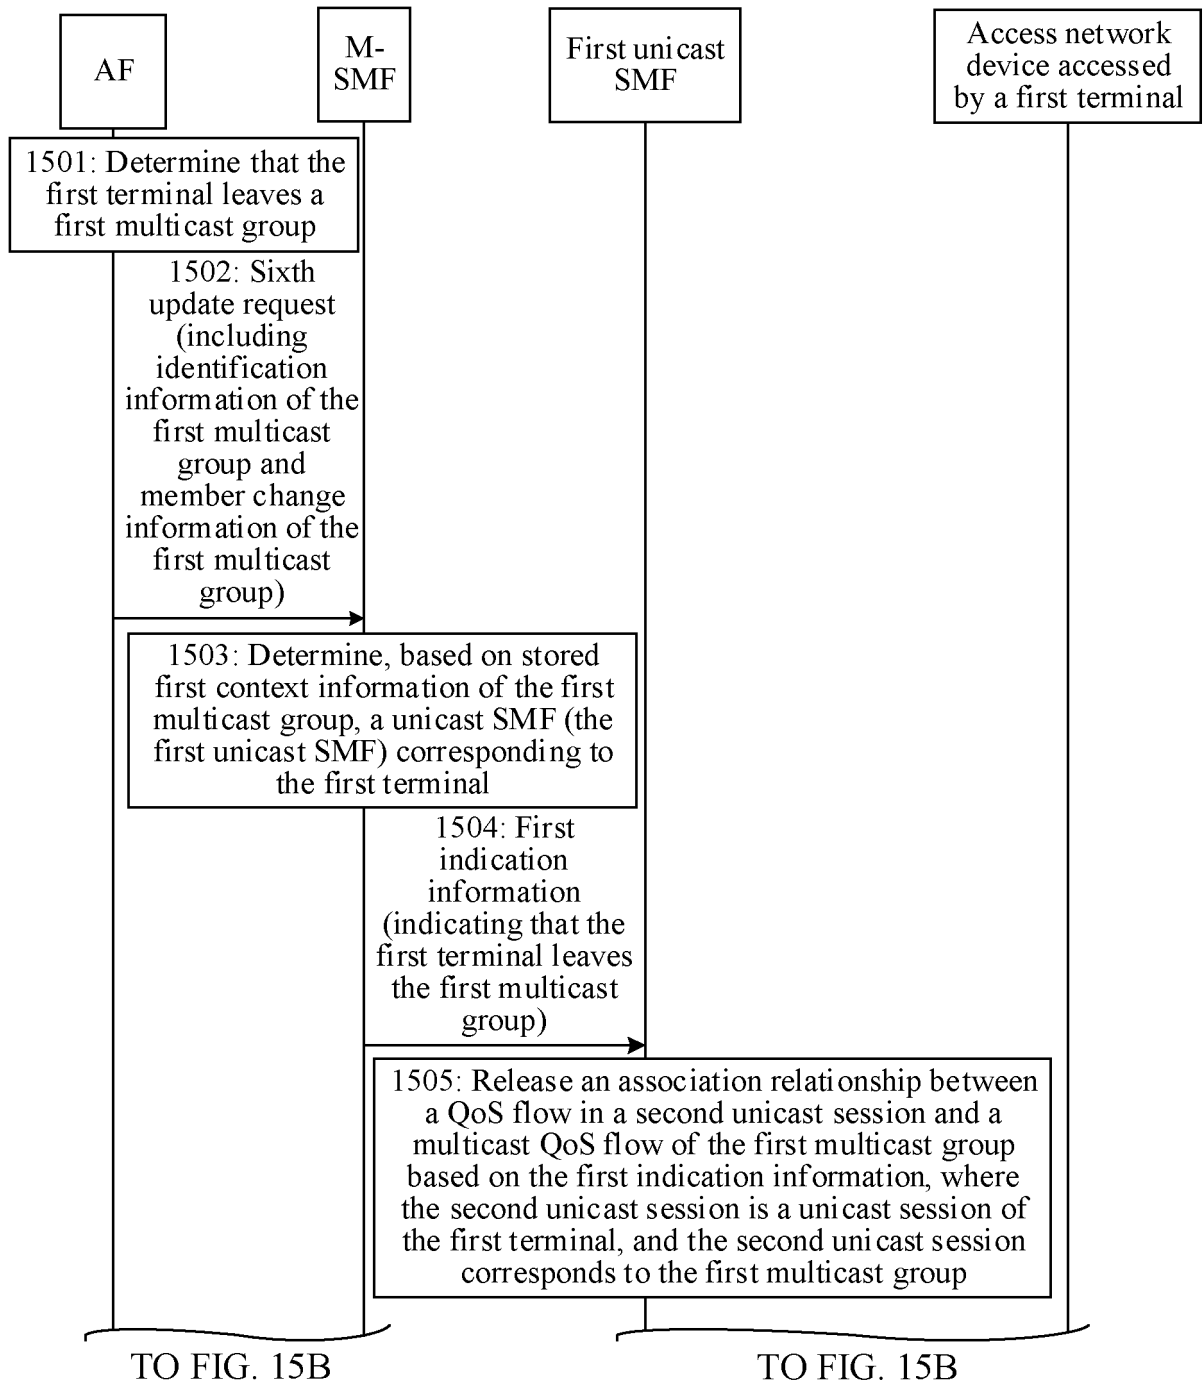 AF
M-
SMF
First unicast
SMF
Access network
device accessed
by a first terminal
1501: Determine that the
first terminal leaves a
first multicast group
1502: Sixth
update request
(including
identification
information of the
first multicast
group and
member change
information of the
first multicast
group)
1503: Determine, based on stored
first context information of the first
multicast group, a unicast SMF (the
first unicast SMF) corresponding to
the first terminal
1504: First
indication
information
(indicating that the
first terminal leaves
the first multicast
group)
1505: Release an association relationship between
a QoS flow in a second unicast session and a
multicast QoS flow of the first multicast group
based on the first indication information, where
the second unicast session is a unicast session of
the first terminal, and the second unicast session
corresponds to the first multicast group
TO FIG. 15B
TO FIG. 15B